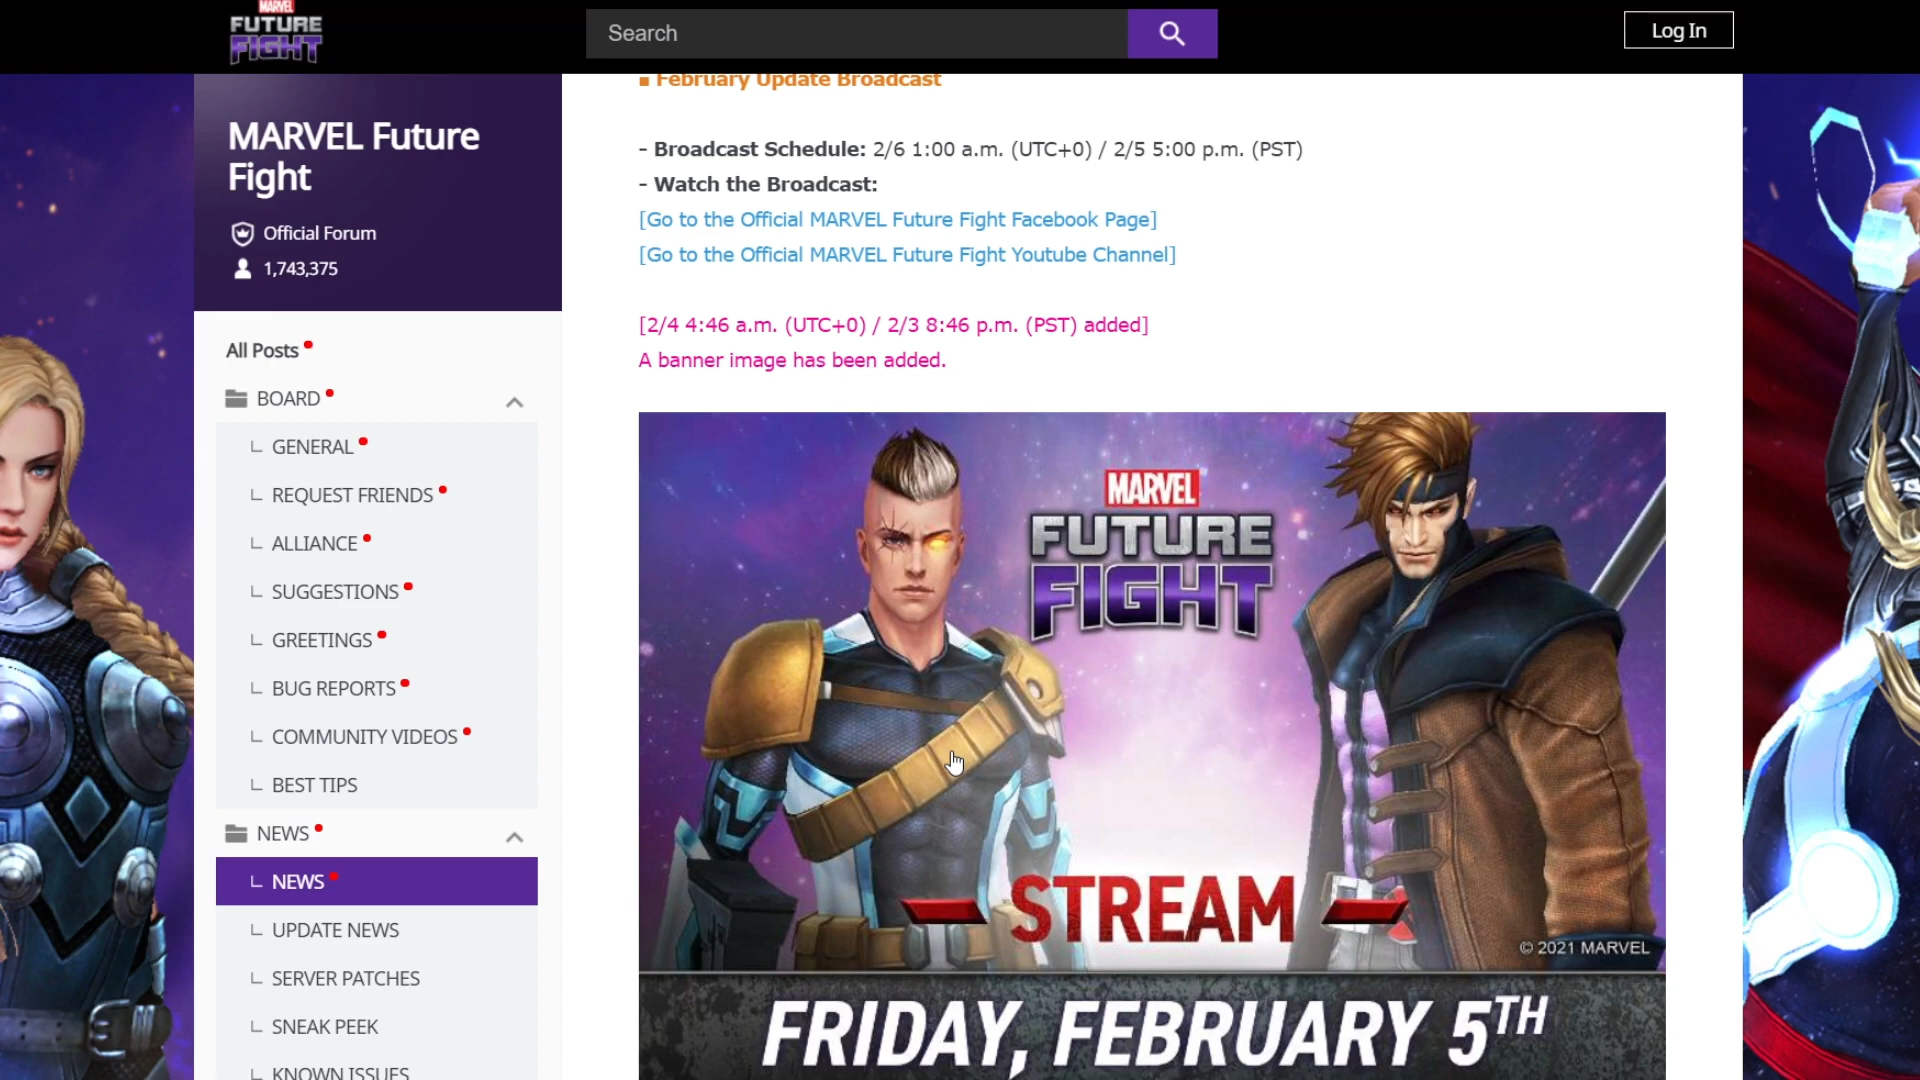 MARVEL
FUTURE
FIGHT
Search
Log In
MARVEL Future
Fight
Official Forum
1,743,375
All Posts
BOARD
GENERAL
REQUEST FRIENDS
ALLIANCE
SUGGESTIONS
GREETINGS
BUG REPORTS
COMMUNITY VIDEOS
BEST TIPS
NEWS
NEWS
UPDATE NEWS
SERVER PATCHES
SNEAK PEEK
KNOWN ISSUES
■ February Update Broadcast
- Broadcast Schedule: 2/6 1:00 a.m. (UTC+0) / 2/5 5:00 p.m. (PST)
- Watch the Broadcast:
[Go to the Official MARVEL Future Fight Facebook Page]
[Go to the Official MARVEL Future Fight Youtube Channel]
[2/4 4:46 a.m. (UTC+0) / 2/3 8:46 p.m. (PST) added]
A banner image has been added.
MARVEL
FUTURE
FIGHT
STREAM
© 2021 MARVEL
FRIDAY, FEBRUARY 5TH